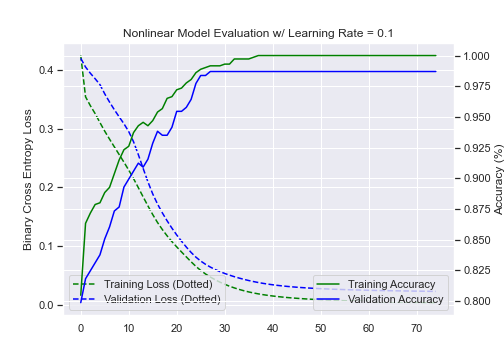 Nonlinear Model Evaluation w/ Learning Rate = 0.1
Binary Cross Entropy Loss
0.4
0.3
0.2
0.1
0.0
1.000
0.975
0.950
0.925
0.900
0.875
0.850
0.825
0.800
Accuracy (%)
Training Loss (Dotted)
Validation Loss (Dotted)
Training Accuracy
Validation Accuracy
0 10 20 30 40 50 60 70